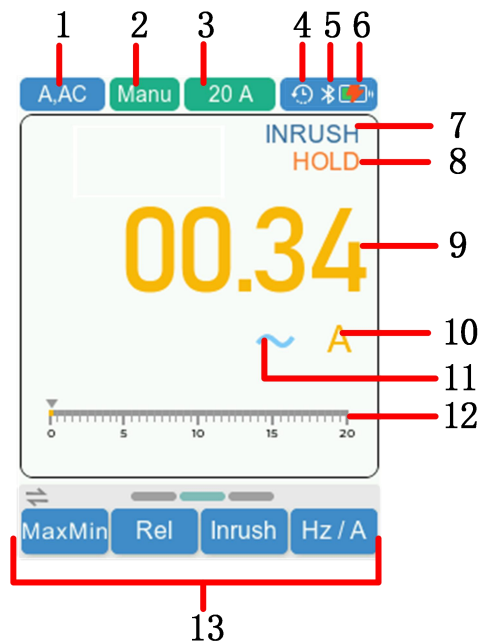 1 2 3 4 5 6
A,AC Manu 20 A
INRUSH 7
HOLD 8
00.34 9
A 10
11
12
0 5 10 15 20
MaxMin Rel Inrush Hz / A
13